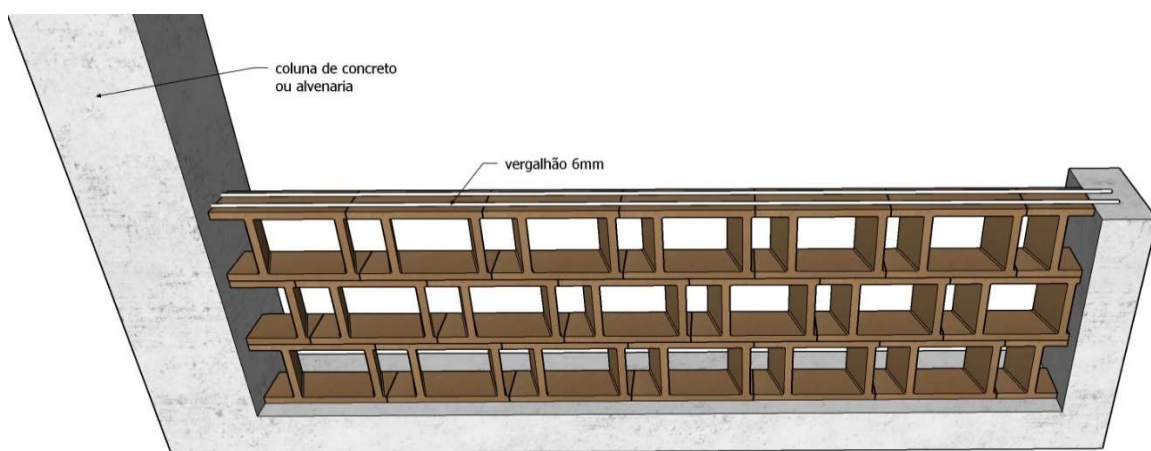 coluna de concreto
ou alvenaria
vergalhão 6mm